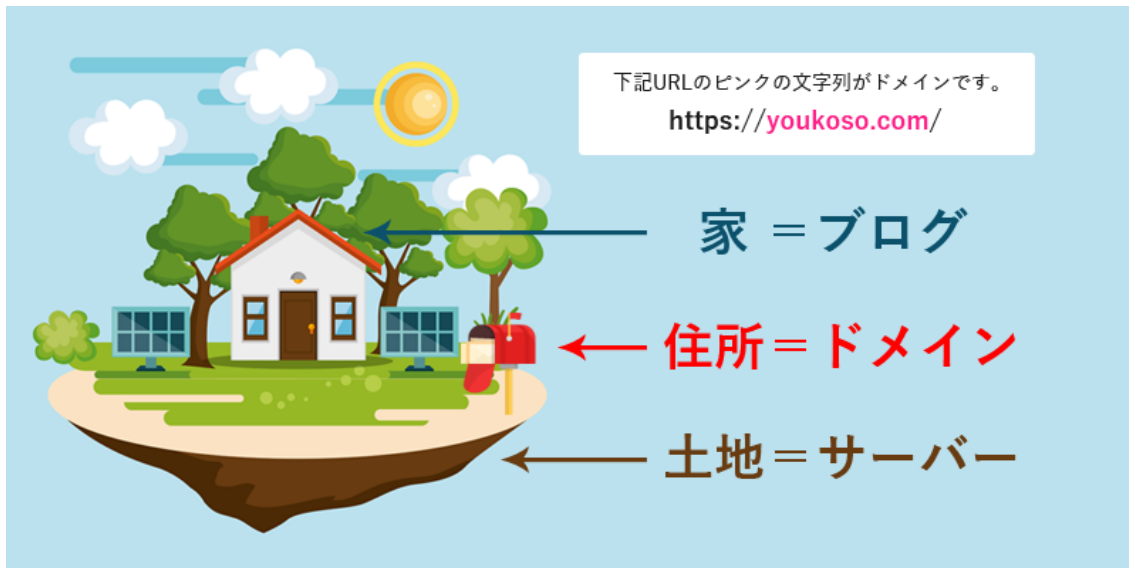 下記URLのピンクの文字列がドメインです。
https://youkoso.com/
家 ＝ブログ
住所＝ドメイン
土地＝サーバー